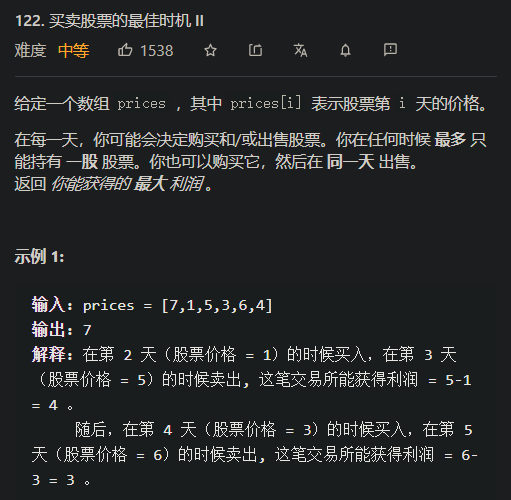 122. 买卖股票的最佳时机 II
难度 中等 1538
给定一个数组 prices ，其中 prices[i] 表示股票第 i 天的价格。
在每一天，你可能会决定购买和/或出售股票。你在任何时候 最多 只
能持有 一股 股票。你也可以购买它，然后在 同一天 出售。
返回 你能获得的 最大 利润 。
示例 1:
输入：prices = [7,1,5,3,6,4]
输出：7
解释：在第 2 天（股票价格 = 1）的时候买入，在第 3 天
（股票价格 = 5）的时候卖出, 这笔交易所能获得利润 = 5-1
= 4 。
随后，在第 4 天（股票价格 = 3）的时候买入，在第 5
天（股票价格 = 6）的时候卖出, 这笔交易所能获得利润 = 6-
3 = 3 。